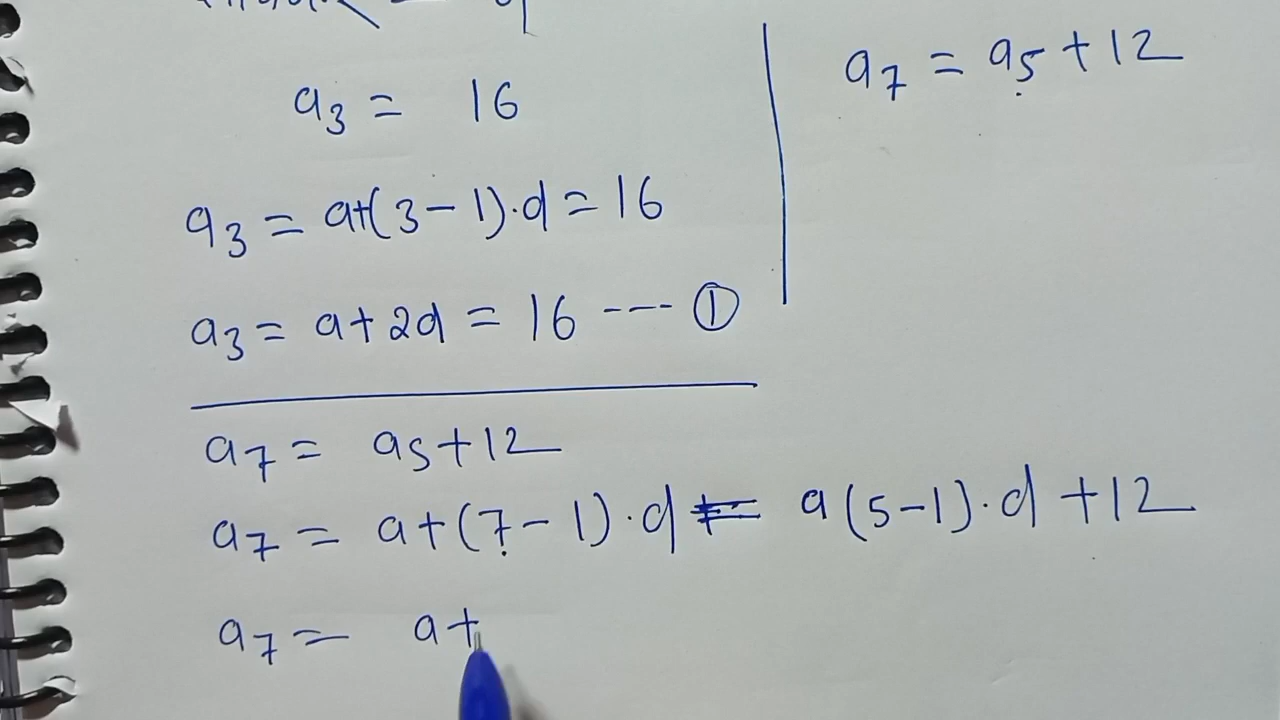 a3 = 16
a3 = a+(3-1).d = 16
a3 = a+2d = 16 --- ①
a7 = a5+12
a7 = a+(7-1).d = a(5-1).d +12
a7 = a+
a7 = a5+12